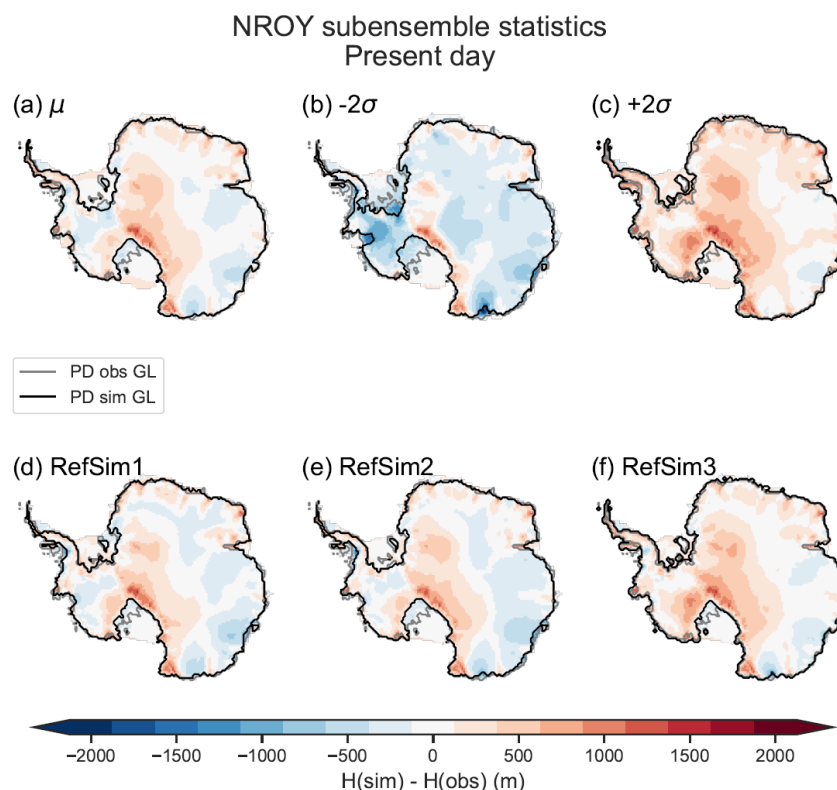 NROY subensemble statistics
Present day
(a) μ
(b) -2σ
(c) +2σ
PD obs GL
PD sim GL
(d) RefSim1
(e) RefSim2
(f) RefSim3
−2000 −1500 −1000 −500 0 500 1000 1500 2000
H(sim) - H(obs) (m)